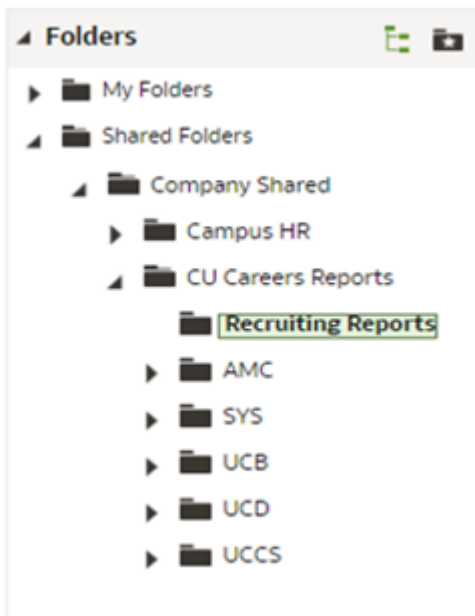 Folders
My Folders
Shared Folders
Company Shared
Campus HR
CU Careers Reports
Recruiting Reports
AMC
SYS
UCB
UCD
UCCS